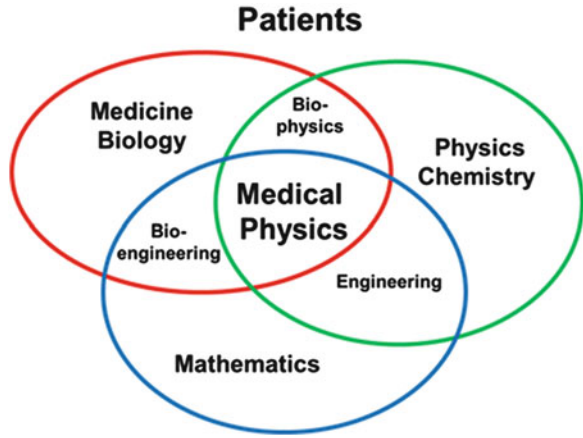 Patients
Medicine
Biology
Bio-
physics
Physics
Chemistry
Medical
Physics
Bio-
engineering
Engineering
Mathematics